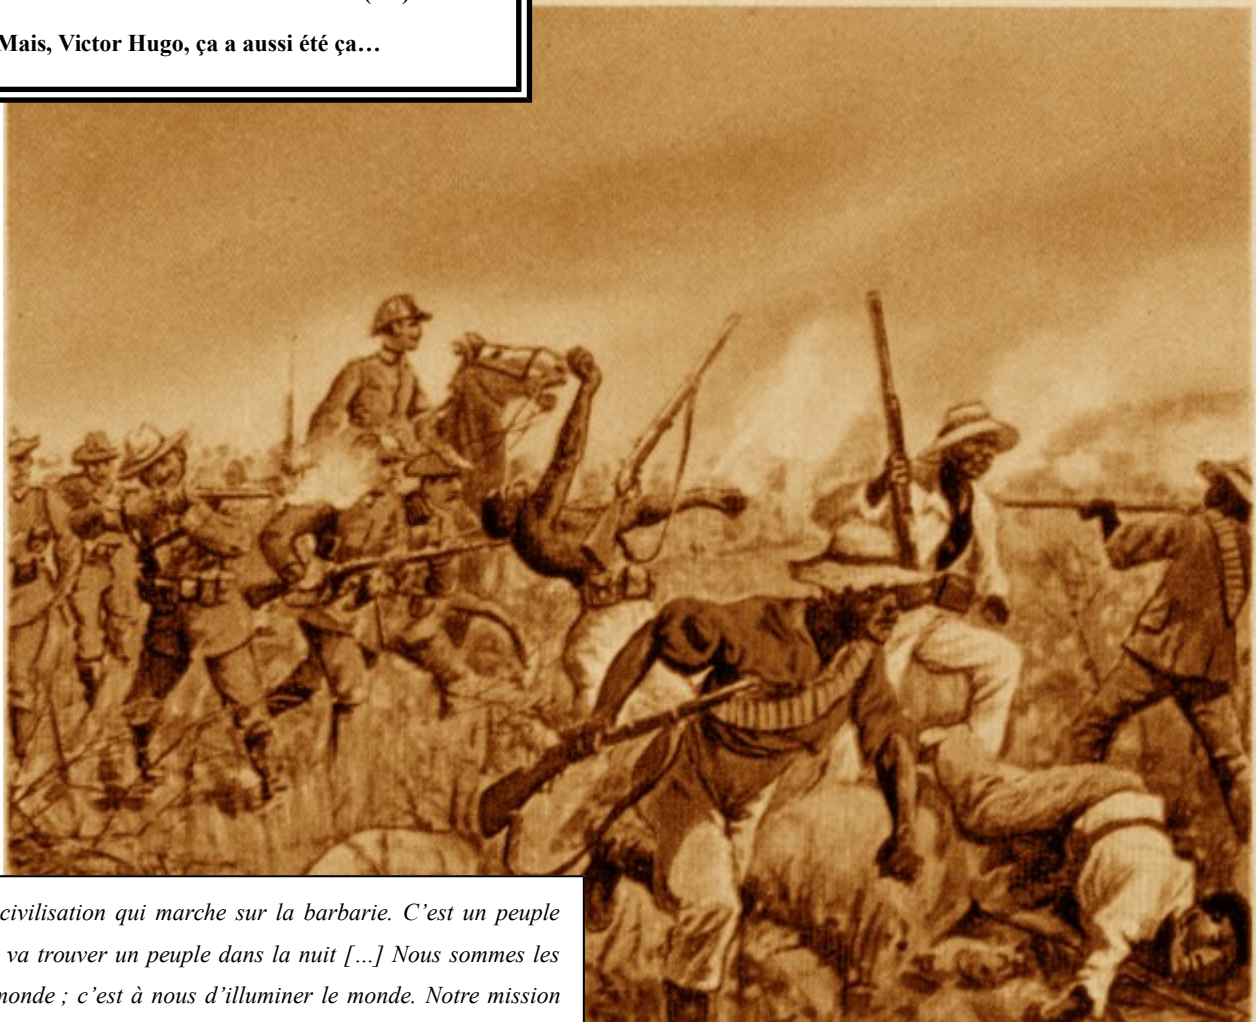 Mais, Victor Hugo, ça a aussi été ça…
civilisation qui marche sur la barbarie. C’est un peuple
va trouver un peuple dans la nuit […] Nous sommes les
monde ; c’est à nous d’illuminer le monde. Notre mission